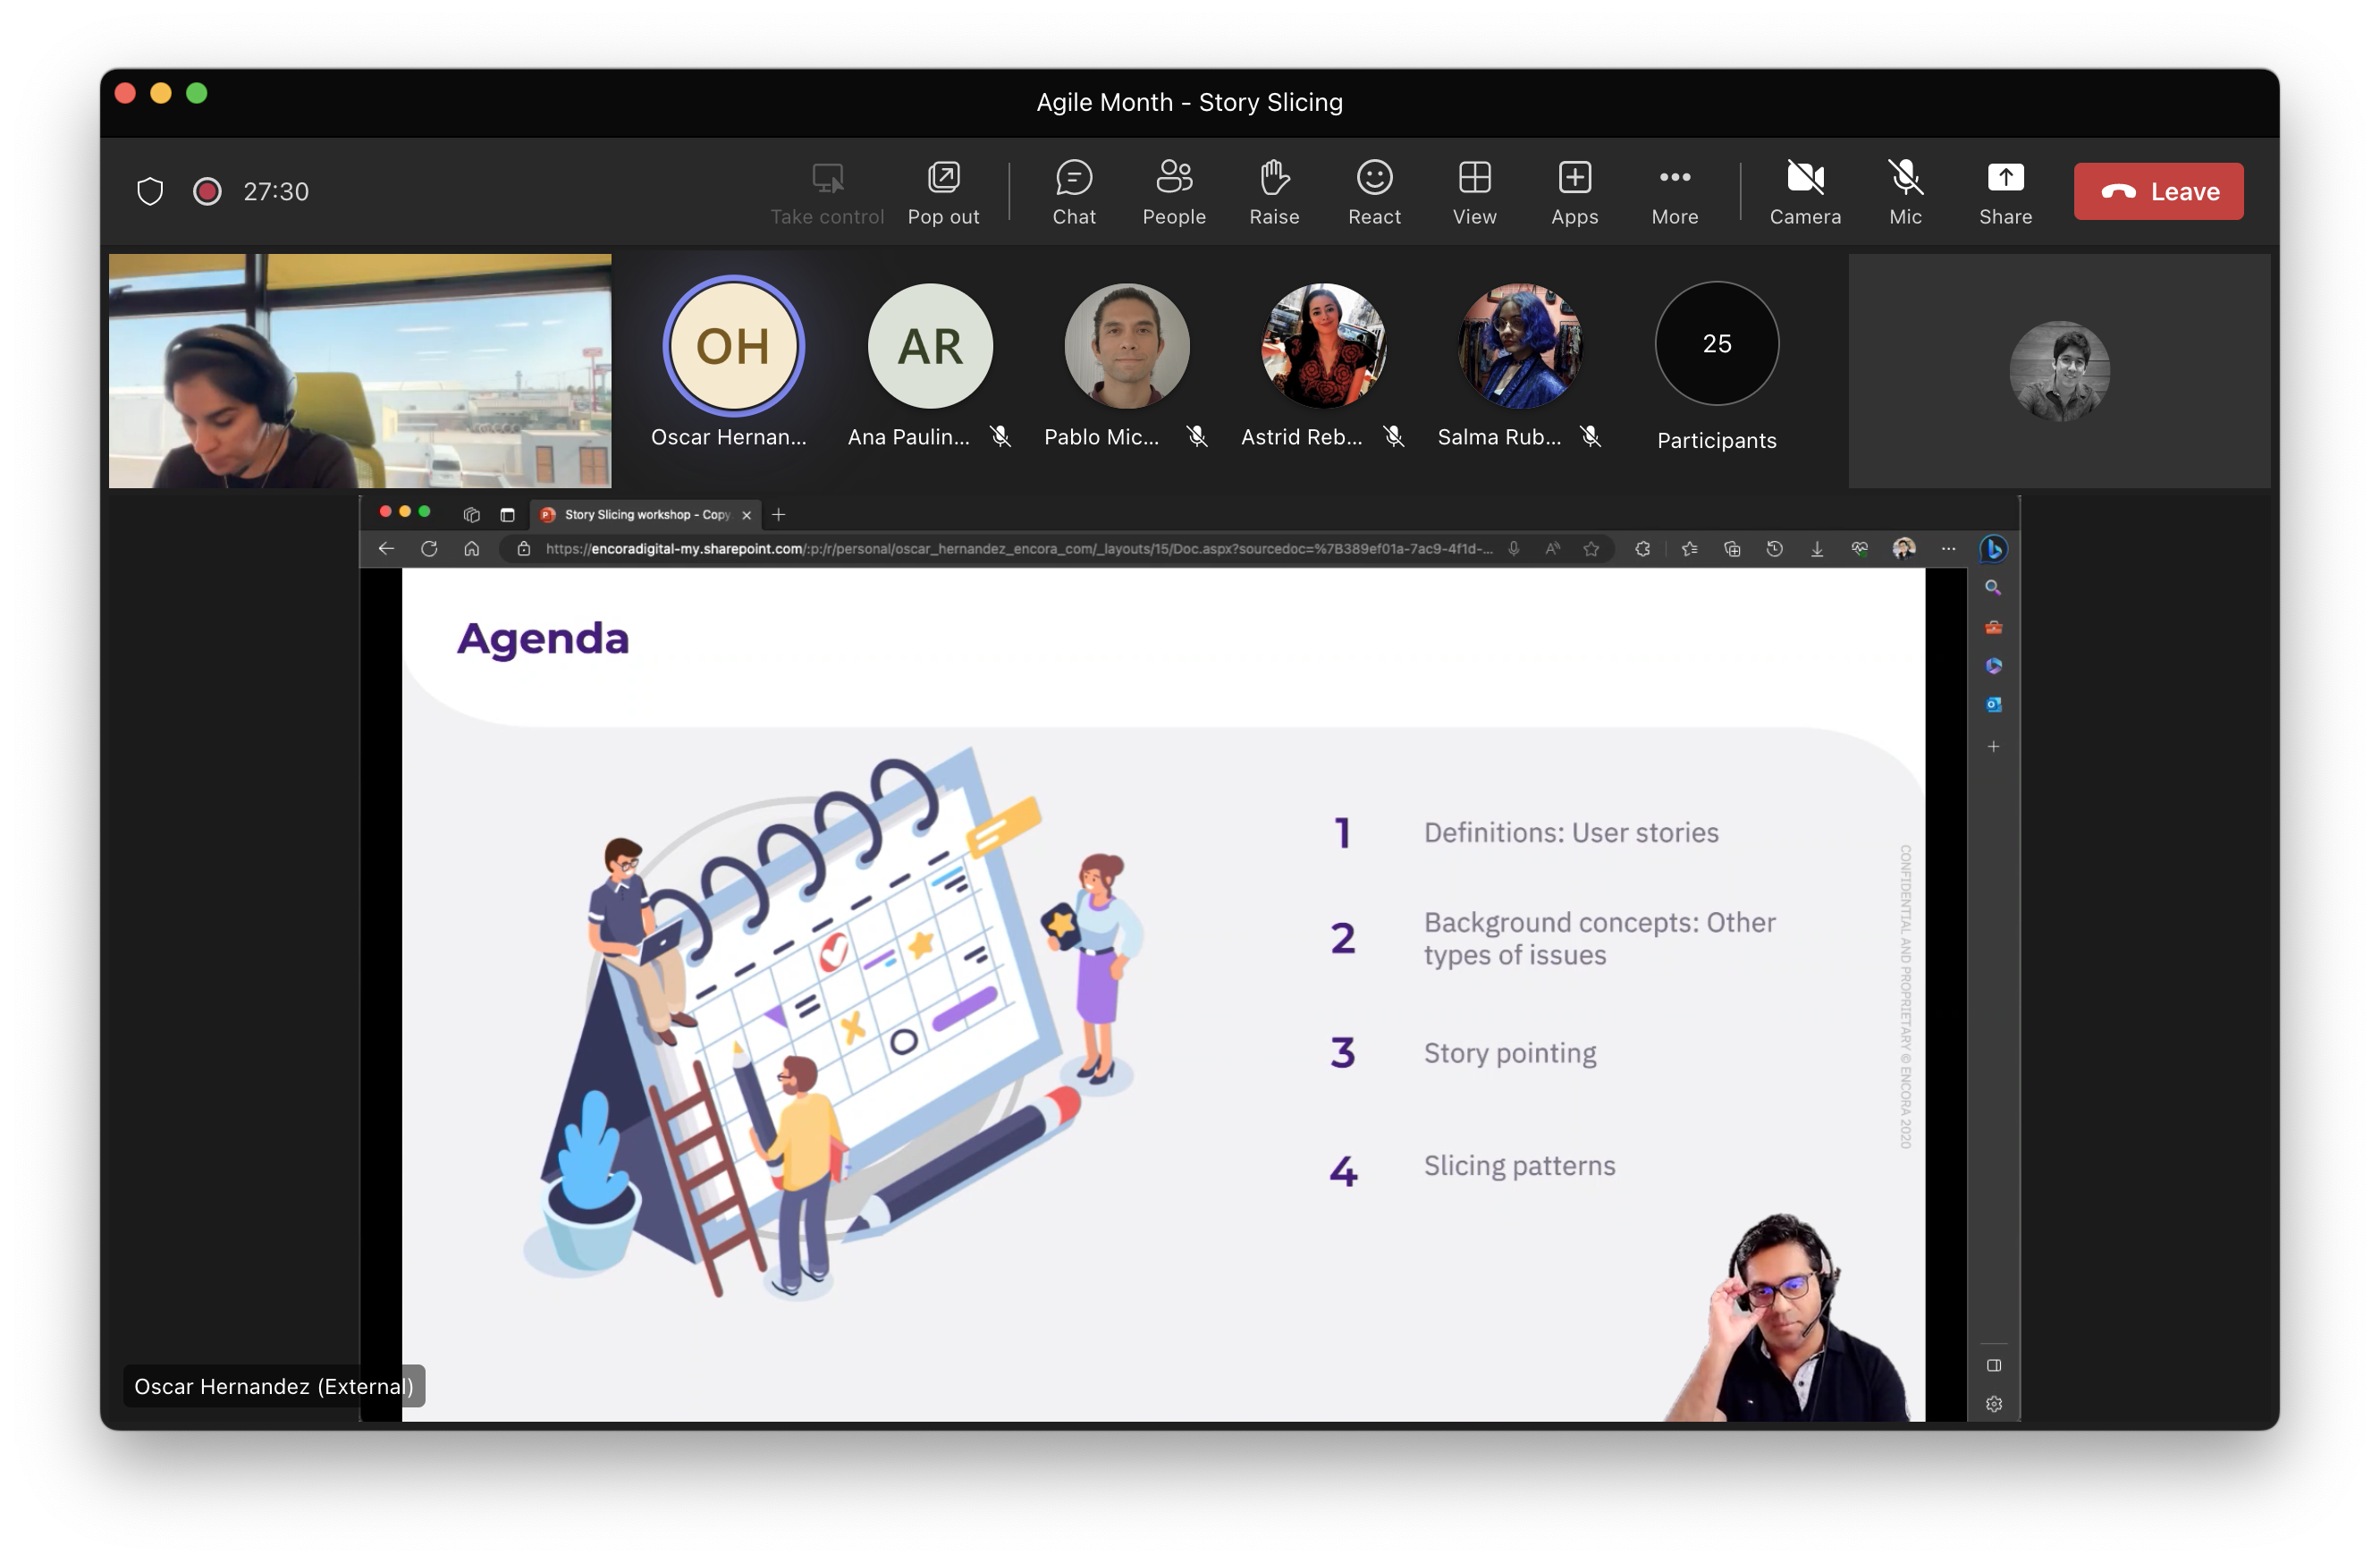 Agile Month - Story Slicing
27:30
Take control
Pop out
Chat
People
Raise
React
View
Apps
More
Camera
Mic
Share
Leave
OH
AR
25
Oscar Hernan...
Ana Paulin...
Pablo Mic...
Astrid Reb...
Salma Rub...
Participants
Story Slicing workshop - Copy
https://encoradigital-my.sharepoint.com/:p:/r/personal/oscar_hernandez_encora_com/_layouts/15/Doc.aspx?sourcedoc=%7B389ef01a-7ac9-4f1d-...
Agenda
1 Definitions: User stories
2 Background concepts: Other
types of issues
3 Story pointing
4 Slicing patterns
CONFIDENTIAL AND PROPRIETARY © ENCORA 2020
Oscar Hernandez (External)